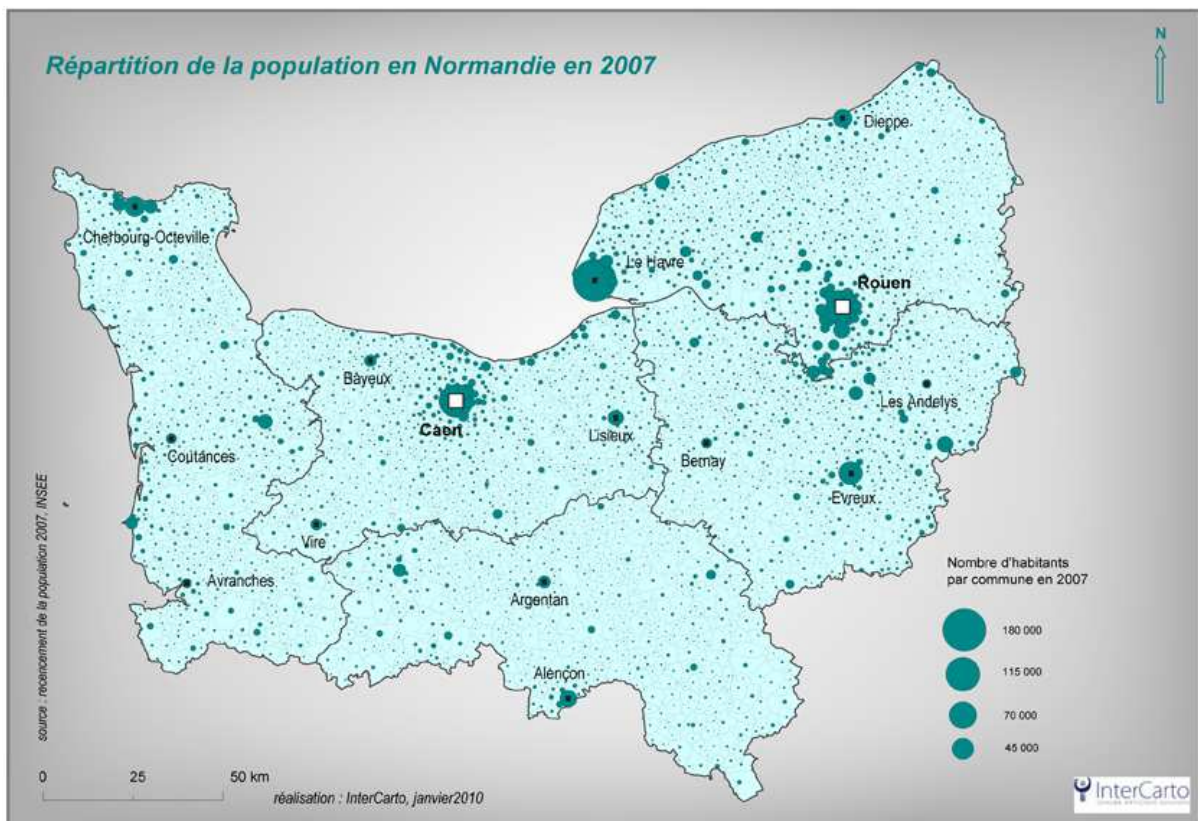 Répartition de la population en Normandie en 2007
N
Dieppe
Cherbourg-Octeville
Le Havre
Rouen
Bayeux
Les Andelys
Caen
Lisieux
Coutances
Bernay
Evreux
Vire
Avranches
Argentan
Alençon
Nombre d'habitants
par commune en 2007
180 000
115 000
70 000
45 000
source : recencement de la population 2007, INSEE
0 25 50 km
réalisation : InterCarto, janvier2010
InterCarto